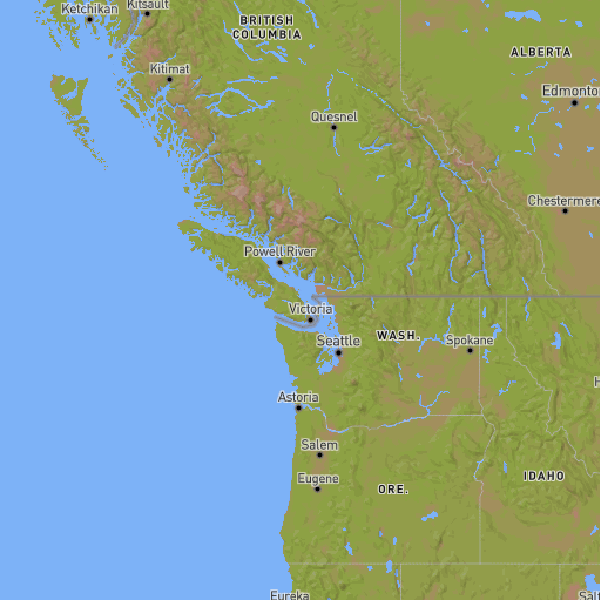 Kitsault
Ketchikan
BRITISH
COLUMBIA
ALBERTA
Kitimat
Edmonton
Quesnel
Chestermere
Powell River
Victoria
WASH.
Seattle
Spokane
Astoria
Salem
IDAHO
Eugene
ORE.
Eureka